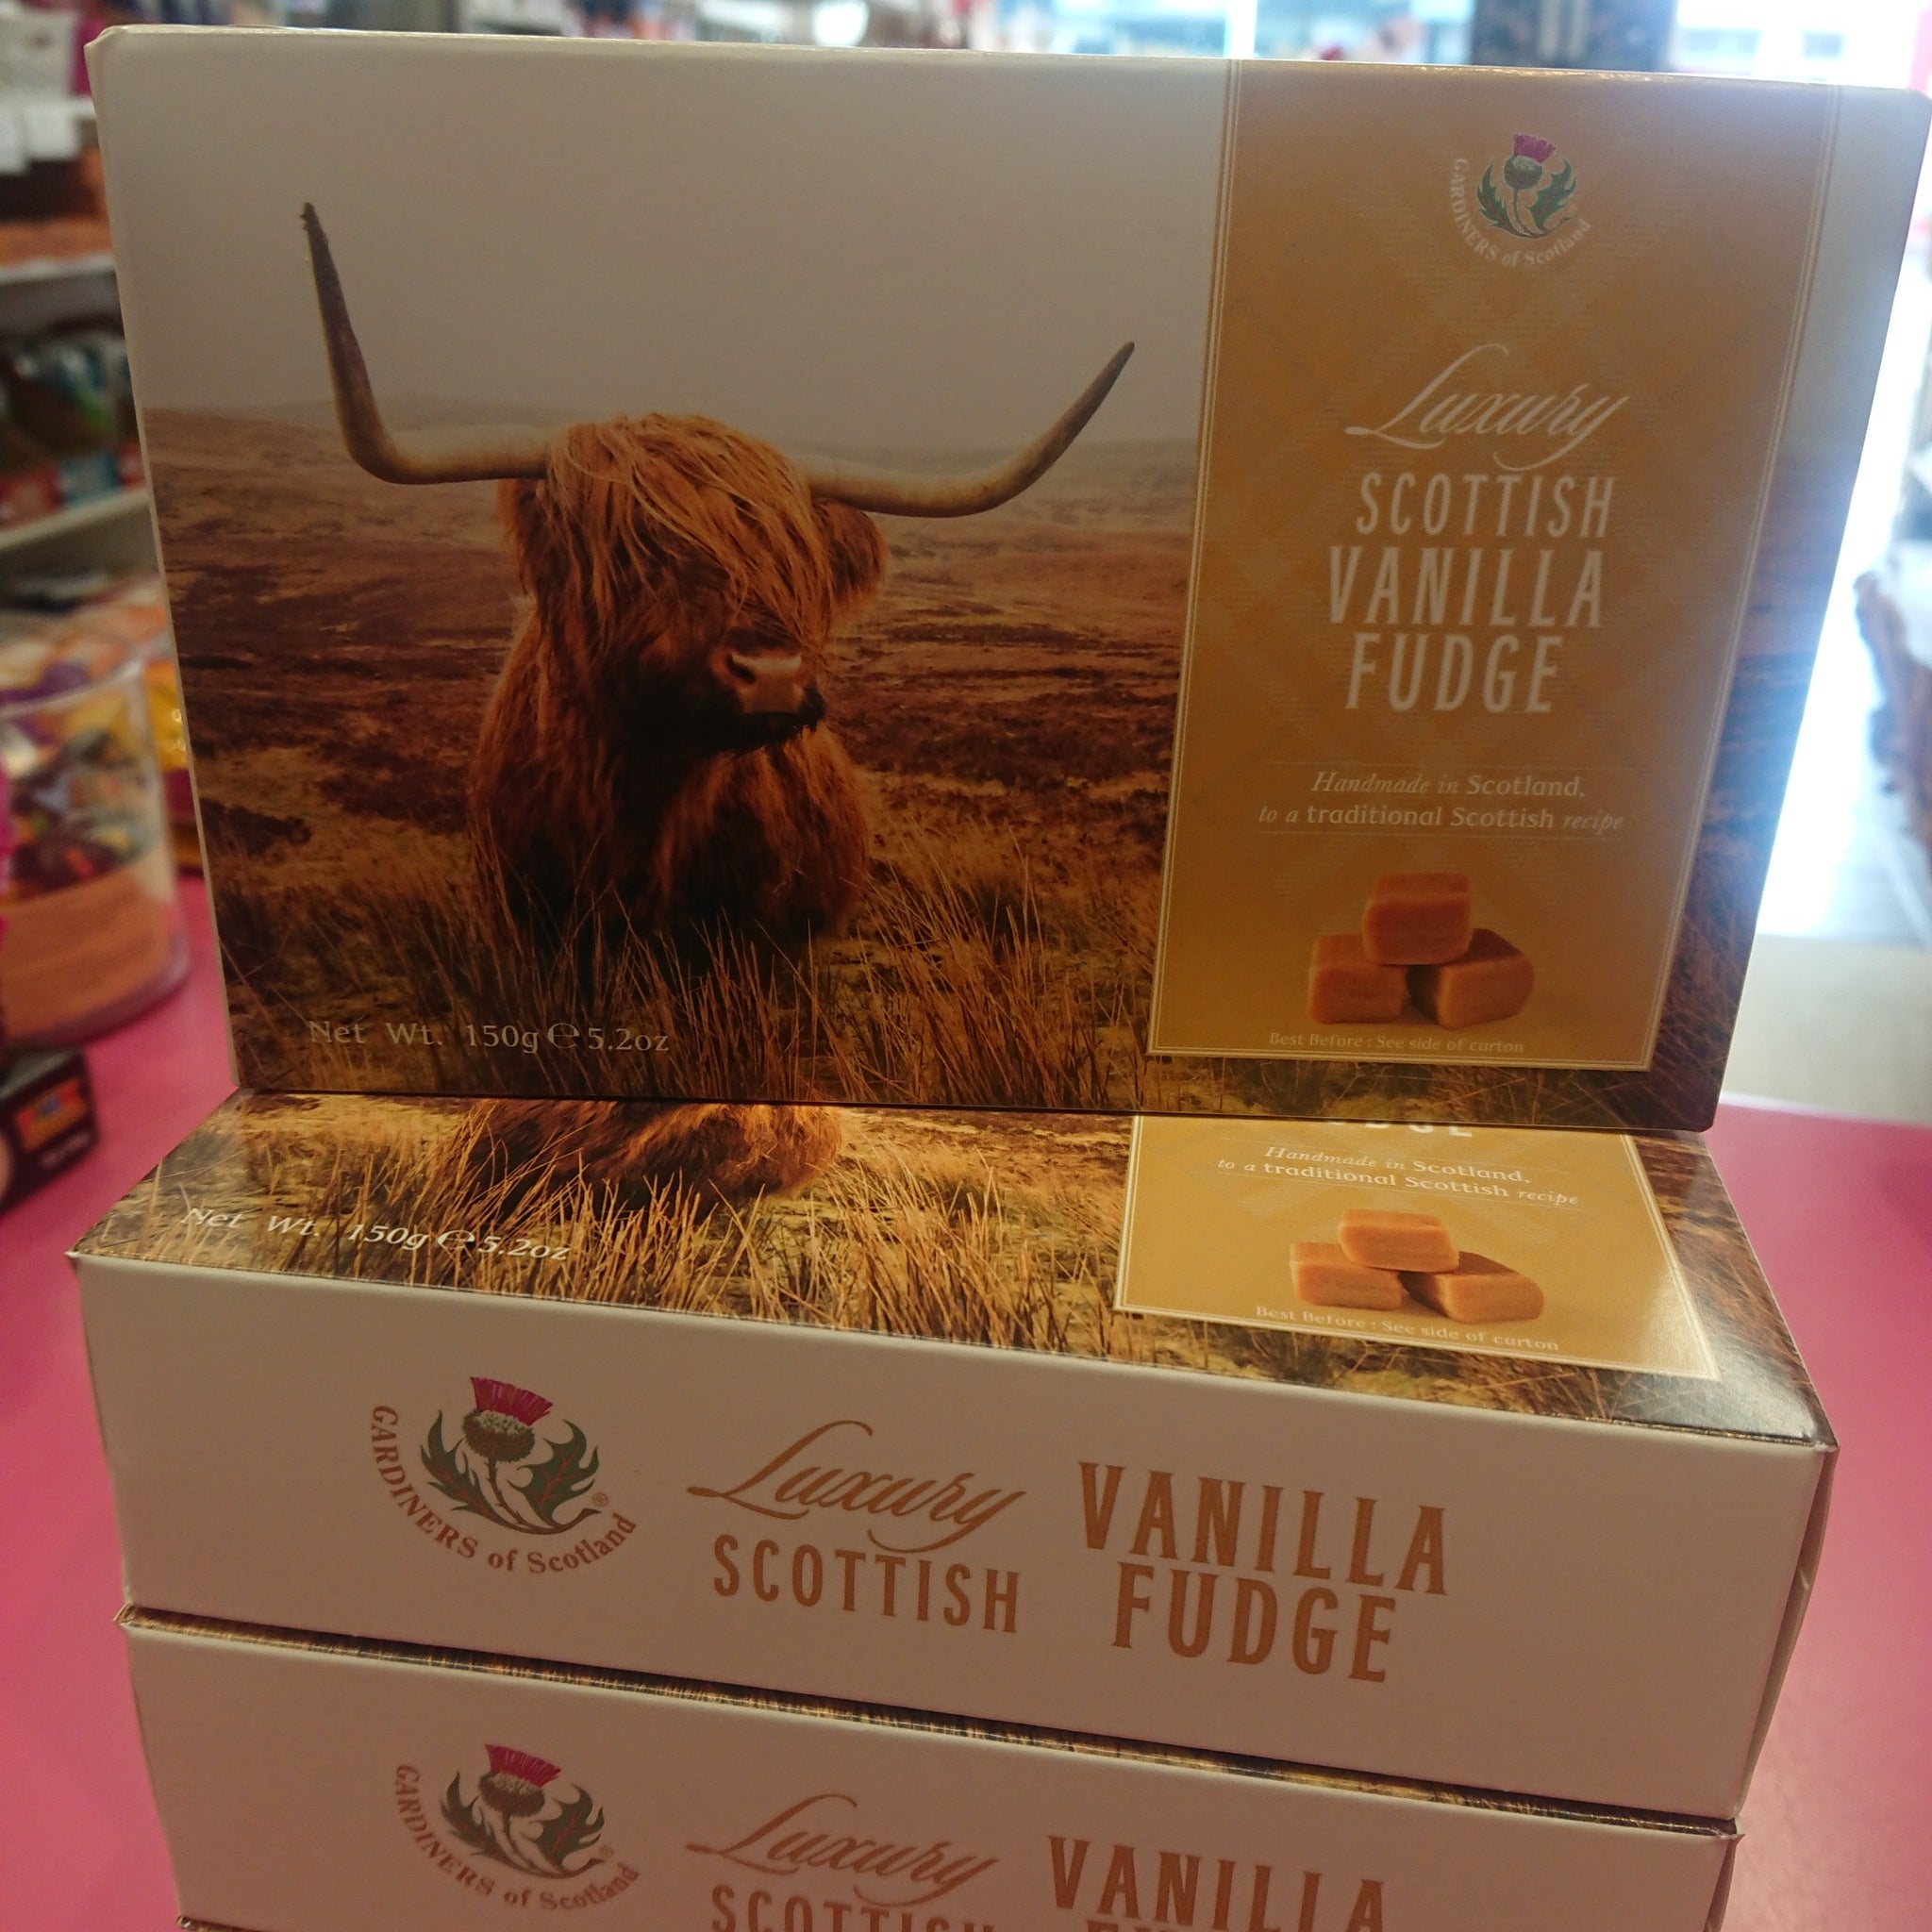 GARDINERS of Scotland
Luxury
SCOTTISH
VANILLA
FUDGE
Handmade in Scotland,
to a traditional Scottish recipe
Best Before : See side of carton
Net Wt. 150g ℮ 5.2oz
Handmade in Scotland,
to a traditional Scottish recipe
Best Before : See side of carton
Net Wt. 150g ℮ 5.2oz
GARDINERS of Scotland ®
Luxury
SCOTTISH
VANILLA
FUDGE
GARDINERS of Scotland ®
Luxury
SCOTTISH
VANILLA